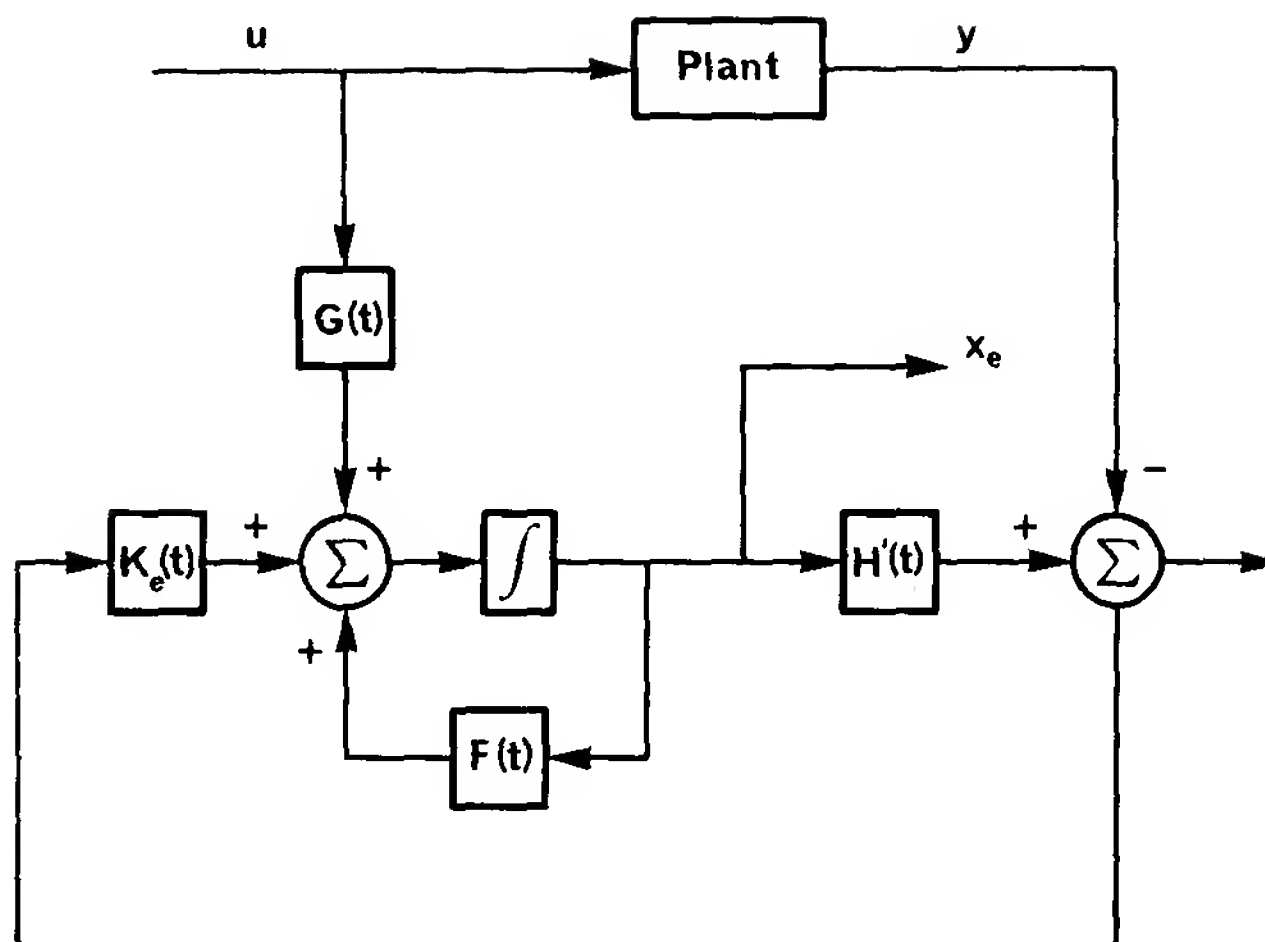 u
Plant
y
G(t)
x_e
+
−
K_e(t)
+
Σ
∫
H'(t)
+
Σ
+
F(t)